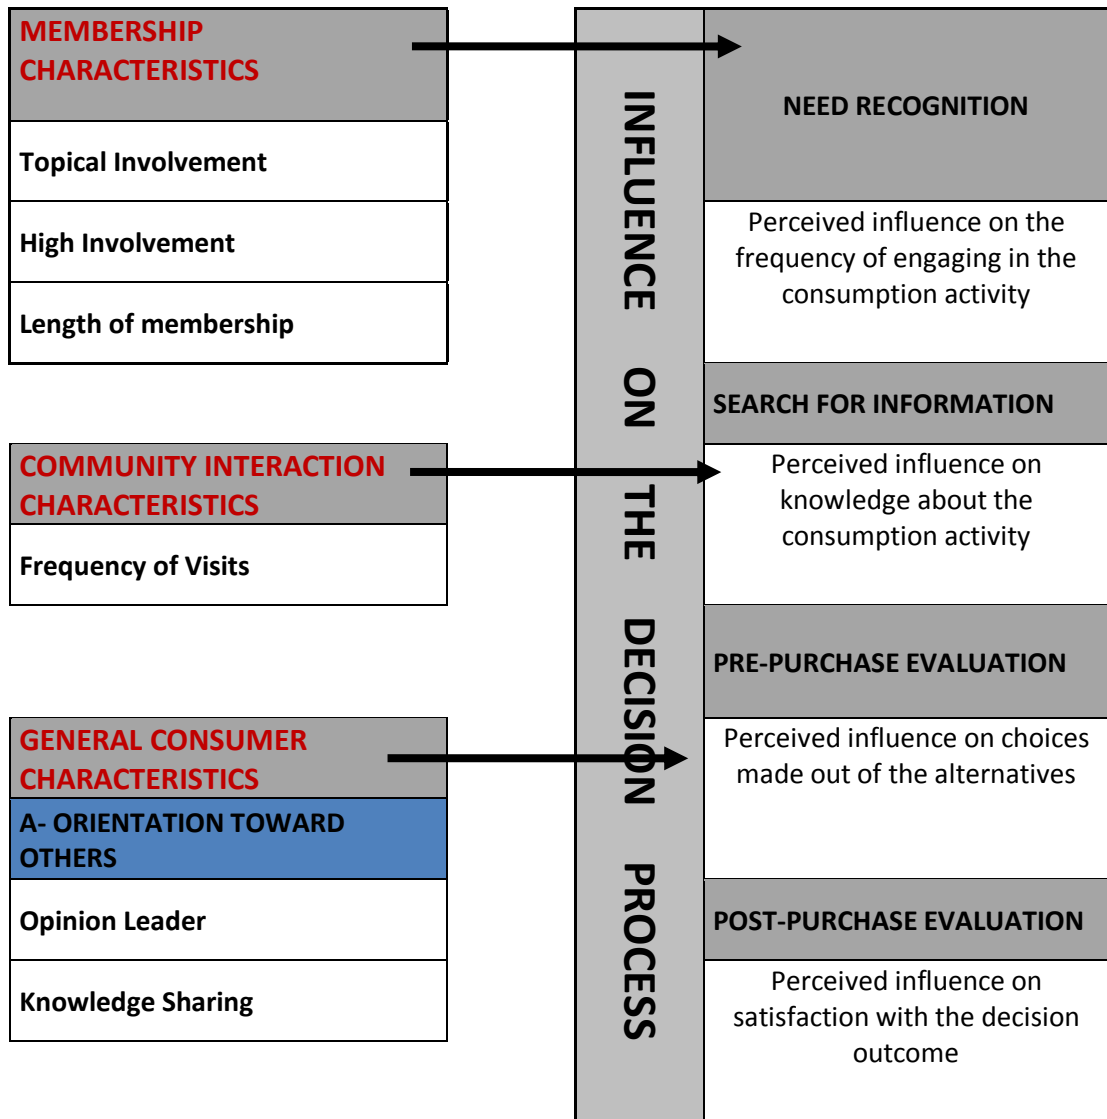 MEMBERSHIP
CHARACTERISTICS
Topical Involvement
High Involvement
Length of membership
COMMUNITY INTERACTION
CHARACTERISTICS
Frequency of Visits
GENERAL CONSUMER
CHARACTERISTICS
A- ORIENTATION TOWARD
OTHERS
Opinion Leader
Knowledge Sharing
INFLUENCE ON THE DECISION PROCESS
NEED RECOGNITION
Perceived influence on the
frequency of engaging in the
consumption activity
SEARCH FOR INFORMATION
Perceived influence on
knowledge about the
consumption activity
PRE-PURCHASE EVALUATION
Perceived influence on choices
made out of the alternatives
POST-PURCHASE EVALUATION
Perceived influence on
satisfaction with the decision
outcome